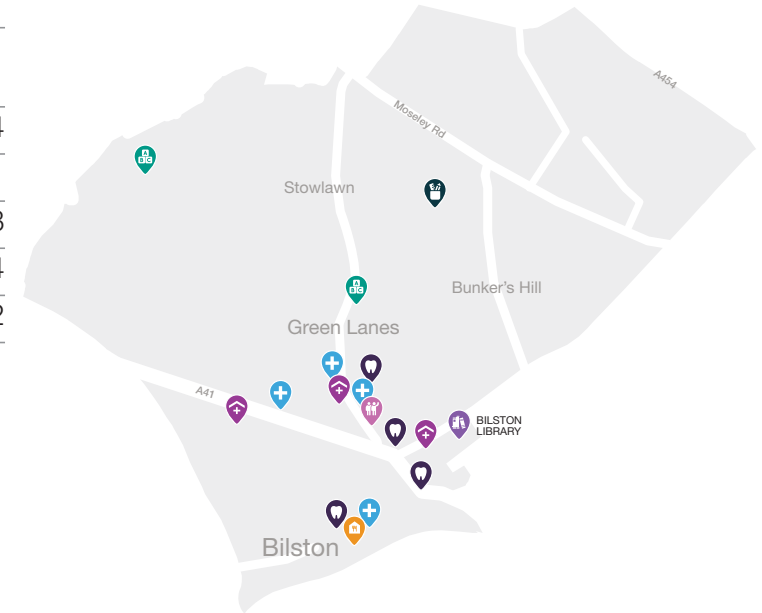 A454
Moseley Rd
Stowlawn
Bunker's Hill
Green Lanes
A41
BILSTON
LIBRARY
Bilston